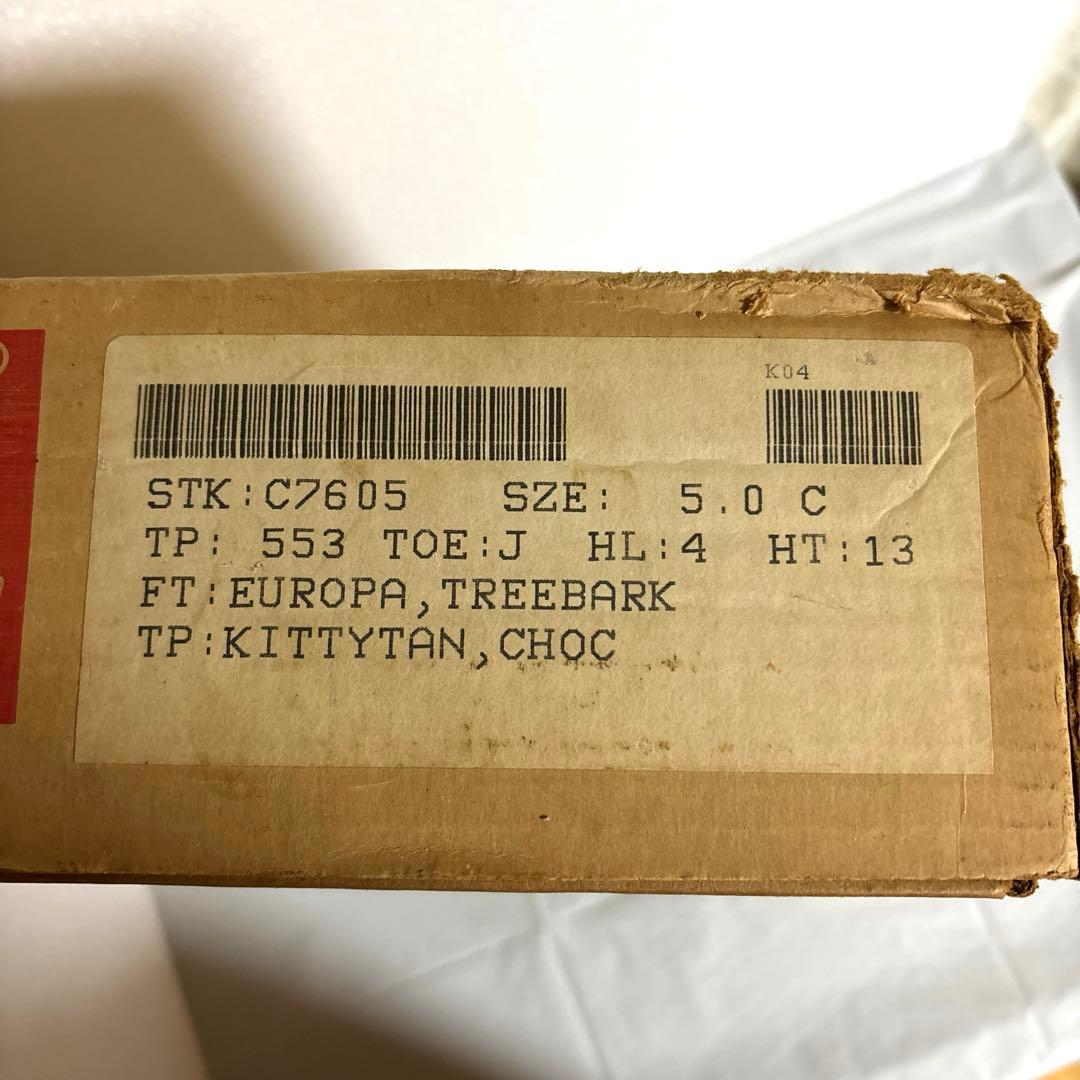 K04
STK:C7605 SZE: 5.0 C
TP: 553 TOE:J HL:4 HT:13
FT:EUROPA,TREEBARK
TP:KITTYTAN,CHOC